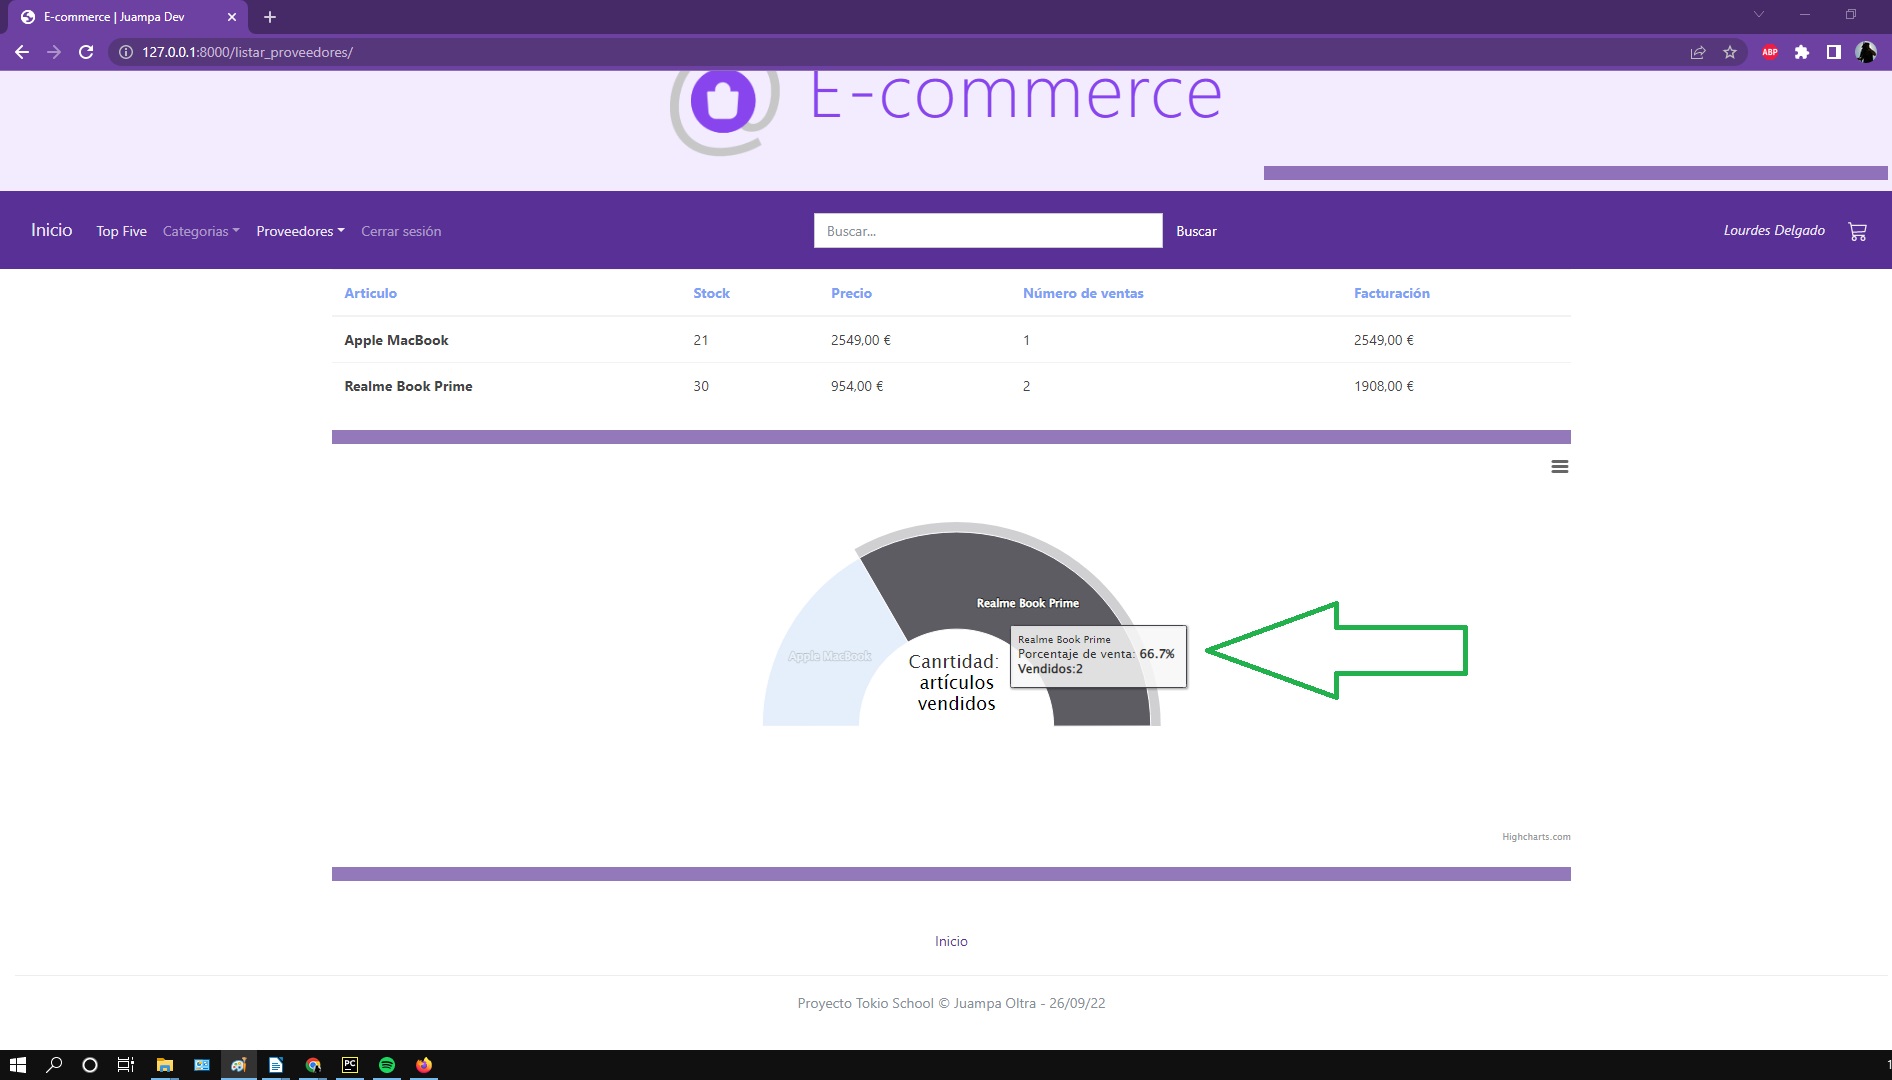 E-commerce | Juampa Dev
127.0.0.1:8000/listar_proveedores/
ABP
E-commerce
Inicio Top Five Categorias Proveedores Cerrar sesión Buscar... Buscar Lourdes Delgado
Articulo Stock Precio Número de ventas Facturación
Apple MacBook 21 2549,00 € 1 2549,00 €
Realme Book Prime 30 954,00 € 2 1908,00 €
Realme Book Prime
Apple MacBook
Canrtidad:
artículos
vendidos
Realme Book Prime
Porcentaje de venta: 66.7%
Vendidos:2
Highcharts.com
Inicio
Proyecto Tokio School © Juampa Oltra - 26/09/22
PC